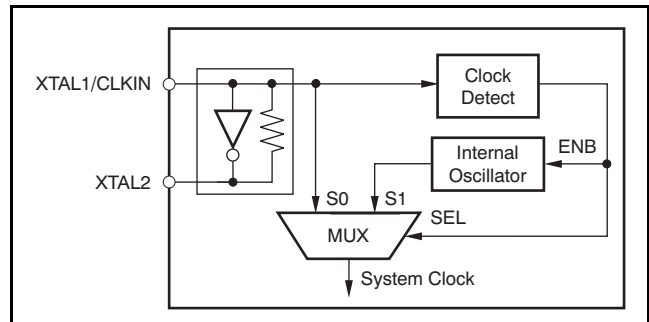 XTAL1/CLKIN
Clock
Detect
Internal
Oscillator
ENB
XTAL2
S0
S1
SEL
MUX
System Clock